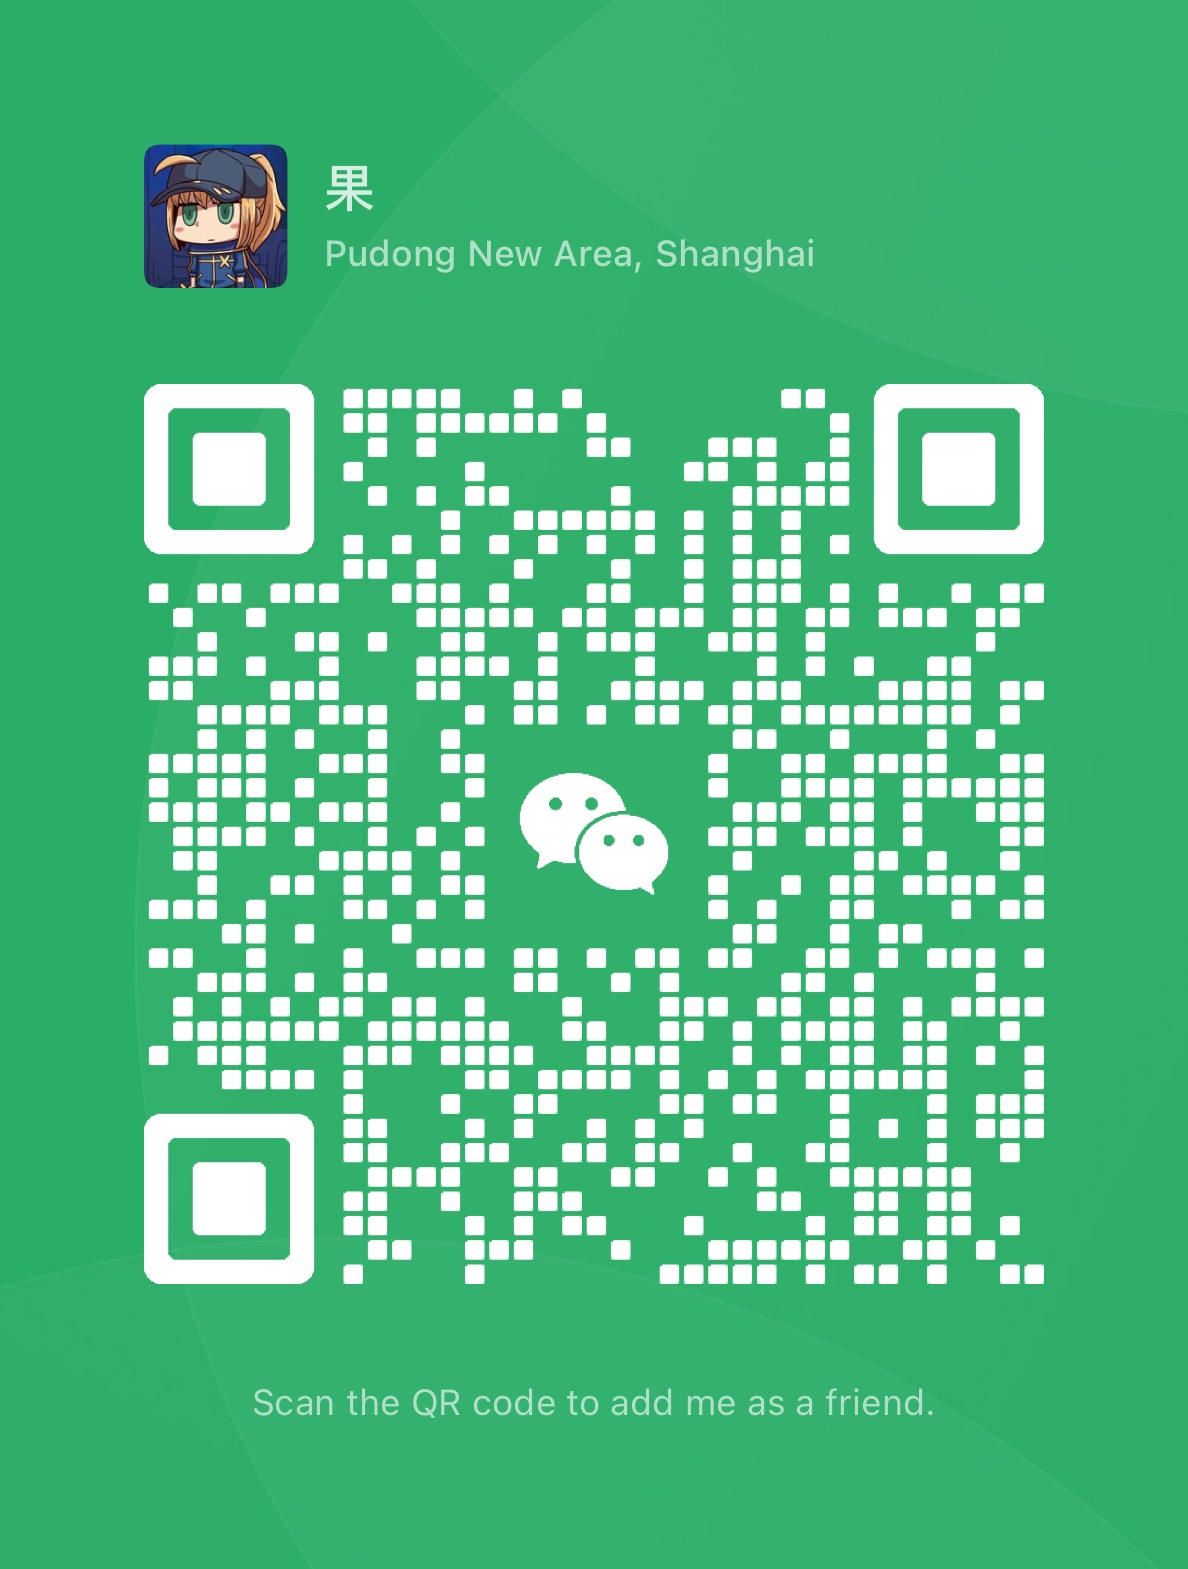 果
Pudong New Area, Shanghai
Scan the QR code to add me as a friend.